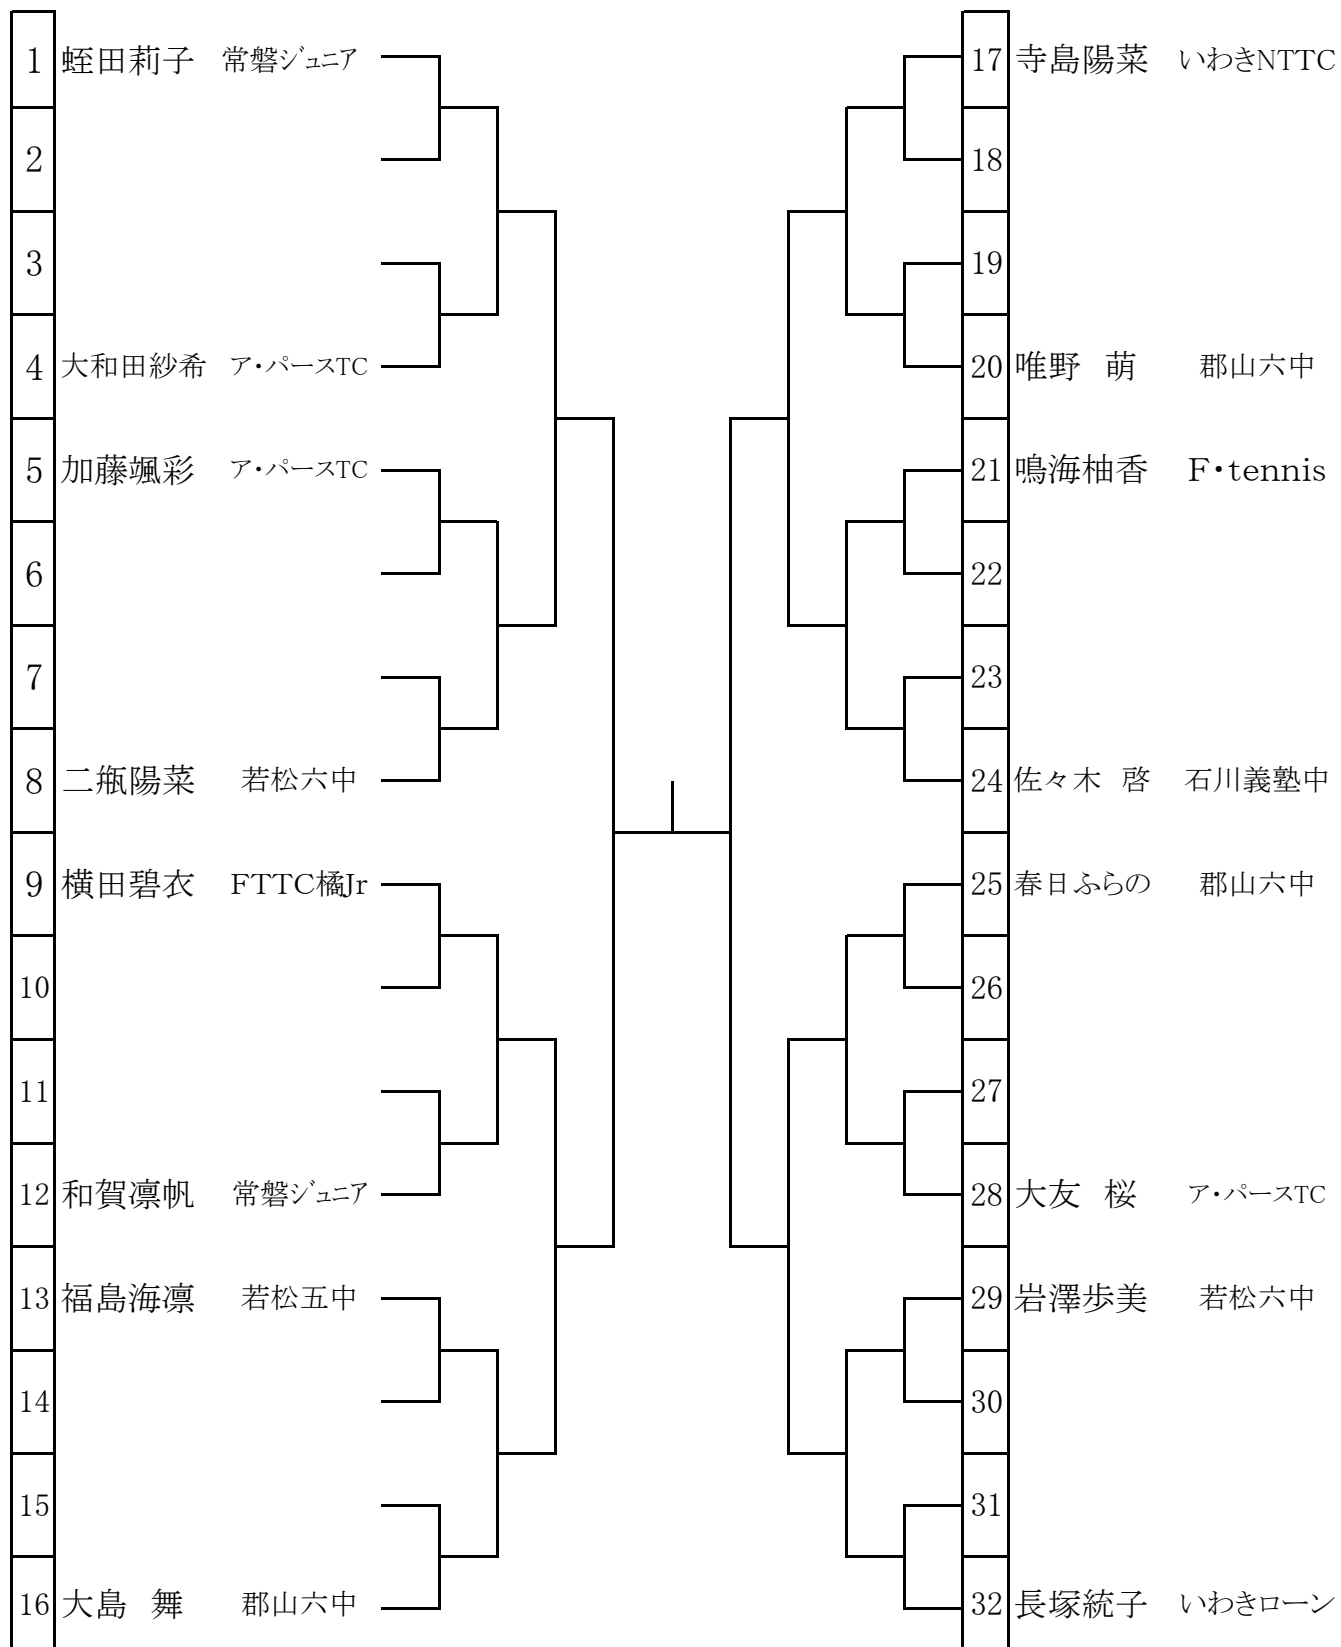 1 蛭田莉子 常磐ｼﾞｭﾆｱ
2
3
4 大和田紗希 ア・パースTC
5 加藤颯彩 ア・パースTC
6
7
8 二瓶陽菜 若松六中
9 横田碧衣 FTTC橘Jr
10
11
12 和賀凛帆 常磐ｼﾞｭﾆｱ
13 福島海凛 若松五中
14
15
16 大島 舞 郡山六中
17 寺島陽菜 いわきNTTC
18
19
20 唯野 萌 郡山六中
21 鳴海柚香 F・tennis
22
23
24 佐々木 啓 石川義塾中
25 春日ふらの 郡山六中
26
27
28 大友 桜 ア・パースTC
29 岩澤歩美 若松六中
30
31
32 長塚統子 いわきローン